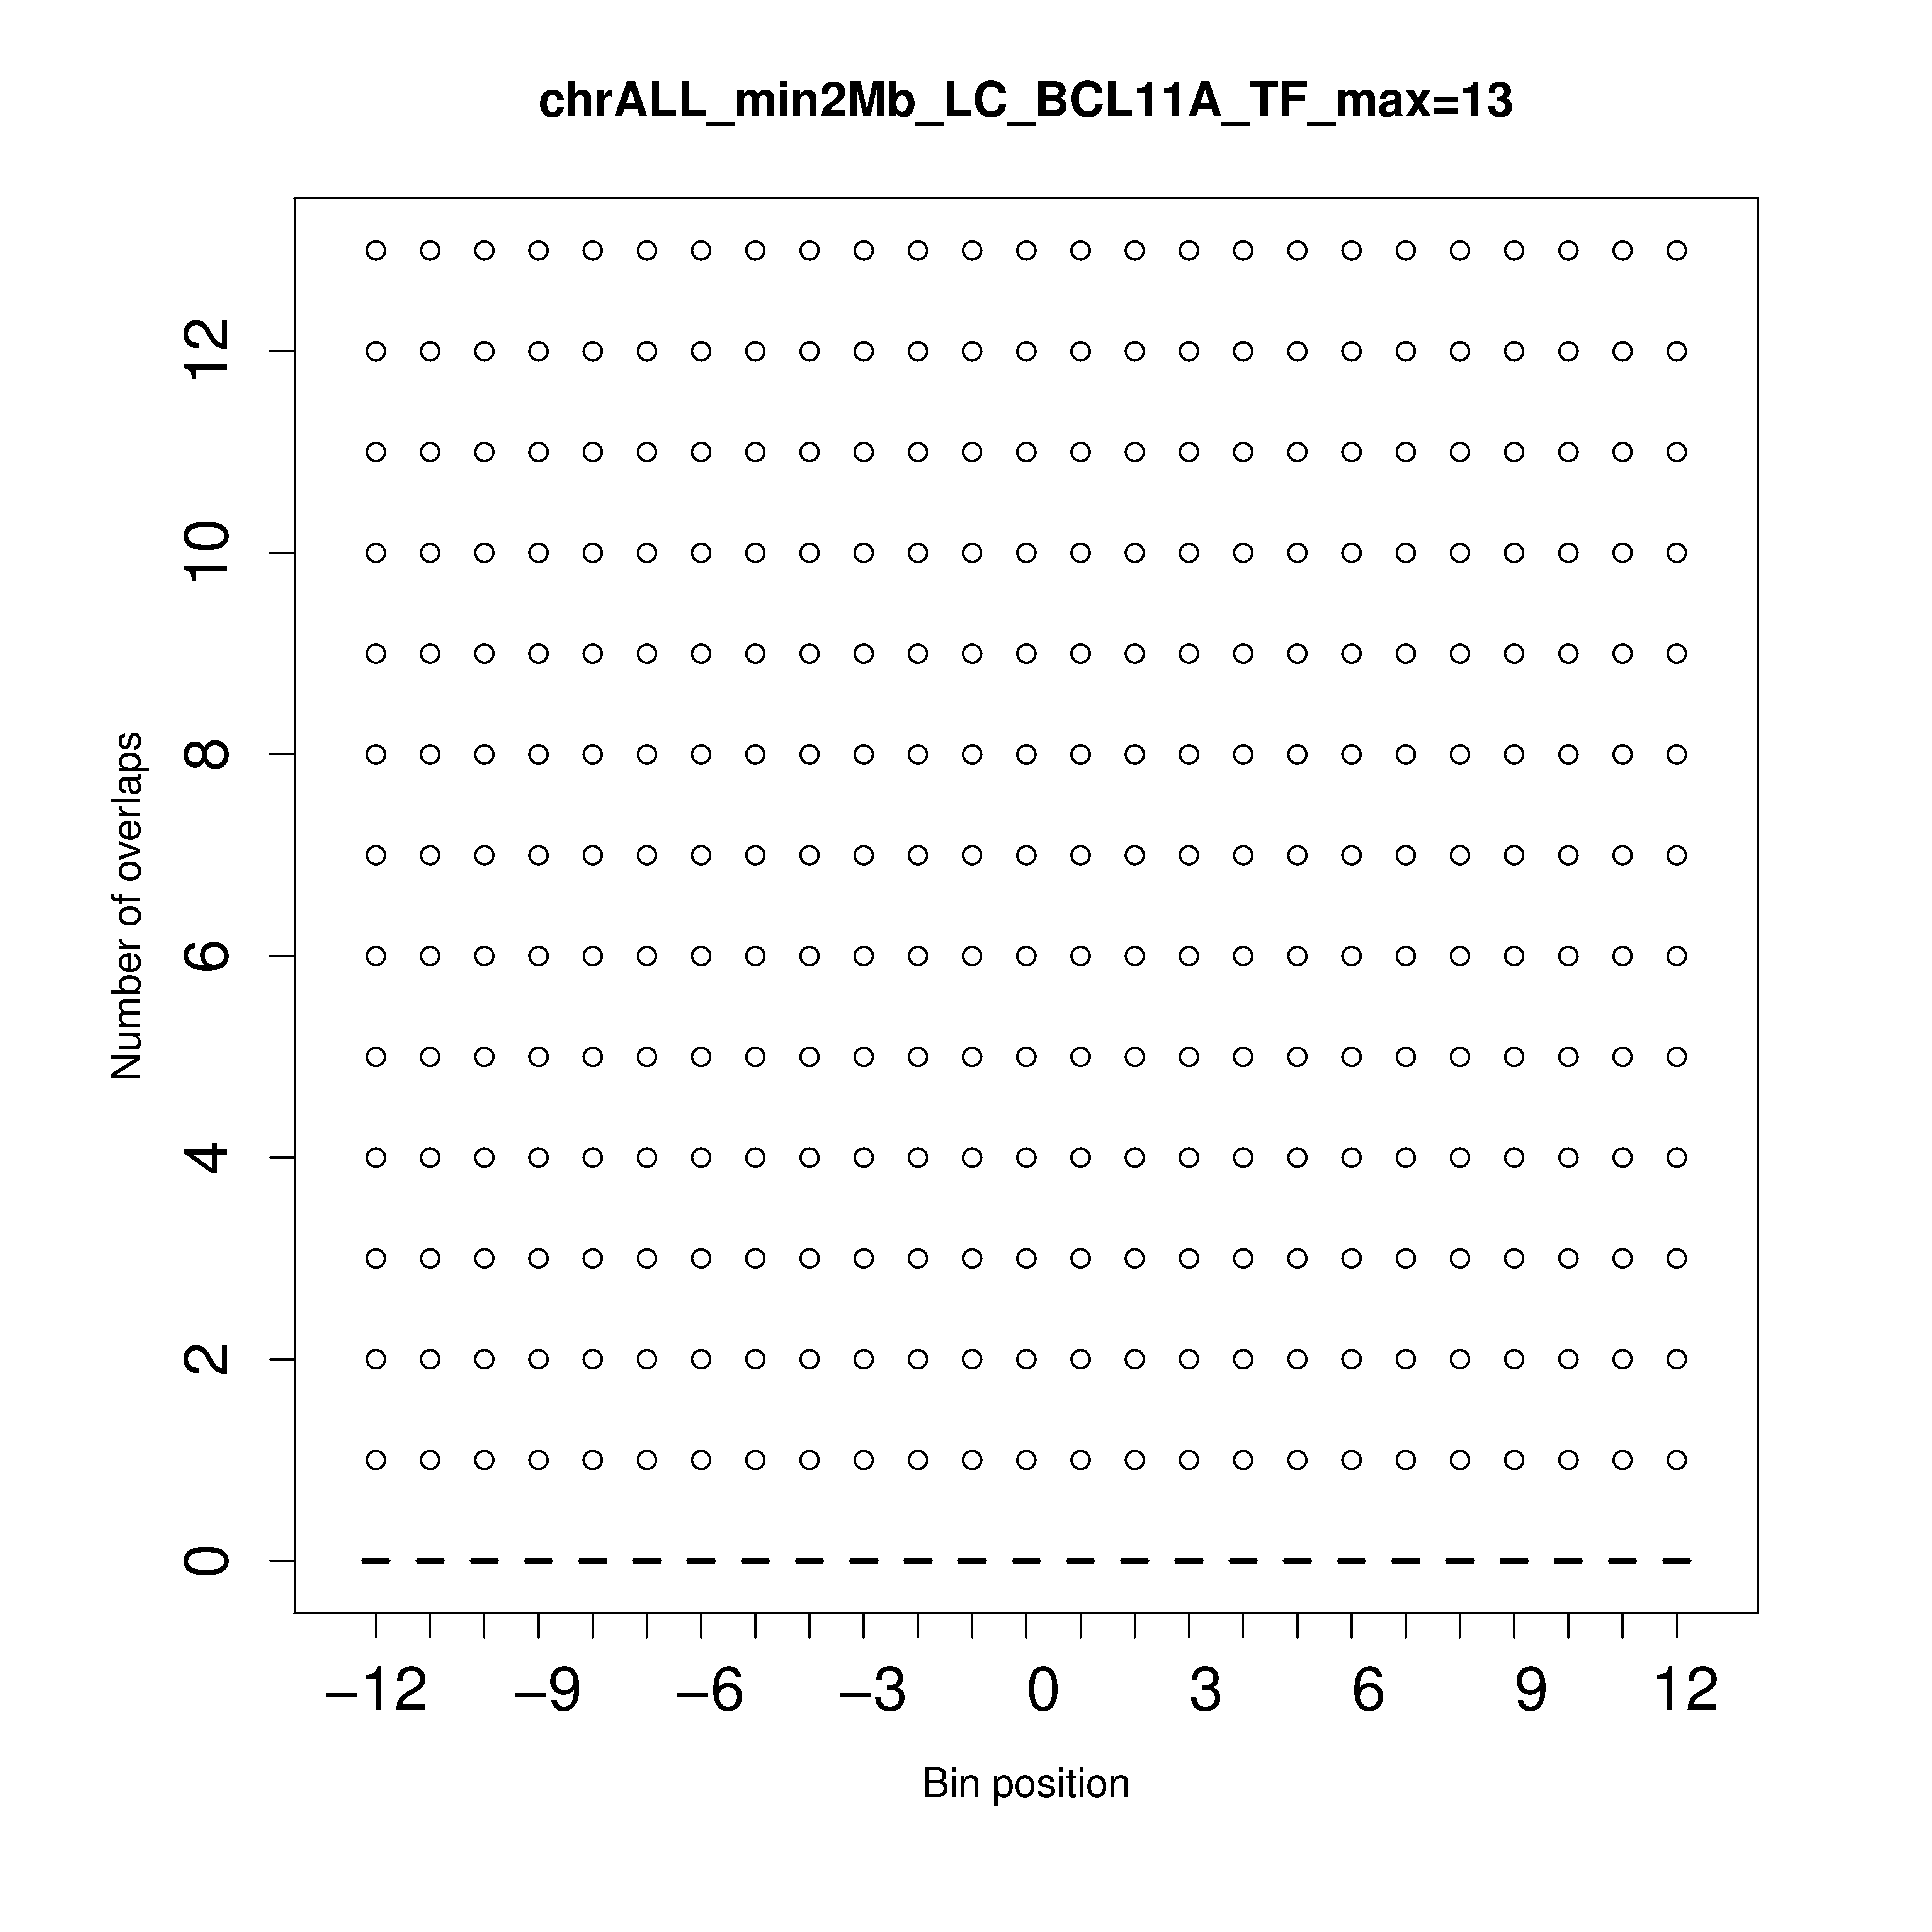 chrALL_min2Mb_LC_BCL11A_TF_max=13
Number of overlaps
12
10
8
6
4
2
0
−12 −9 −6 −3 0 3 6 9 12
Bin position